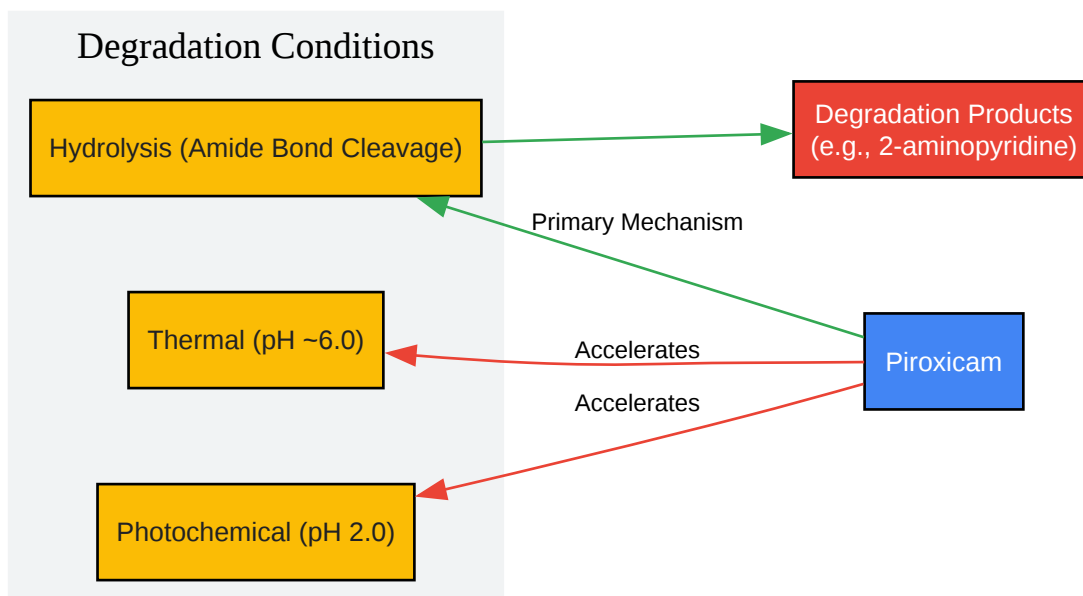 Degradation Conditions
Hydrolysis (Amide Bond Cleavage)
Degradation Products
(e.g., 2-aminopyridine)
Primary Mechanism
Thermal (pH ~6.0)
Accelerates
Piroxicam
Accelerates
Photochemical (pH 2.0)